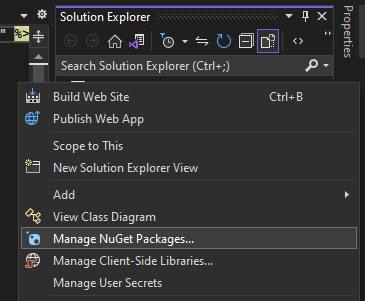 " %>
Solution Explorer
Properties
Search Solution Explorer (Ctrl+;)
Build Web Site Ctrl+B
Publish Web App
Scope to This
New Solution Explorer View
Add
View Class Diagram
Manage NuGet Packages...
Manage Client-Side Libraries...
Manage User Secrets